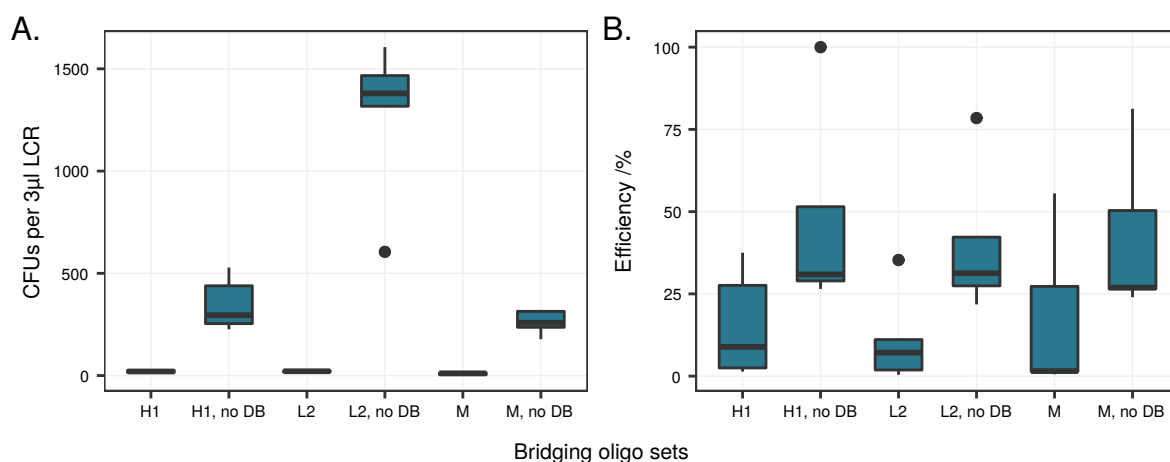 A.
CFUs per 3µl LCR
1500
1000
500
0
H1
H1, no DB
L2
L2, no DB
M
M, no DB
B.
Efficiency /%
100
75
50
25
0
H1
H1, no DB
L2
L2, no DB
M
M, no DB
Bridging oligo sets